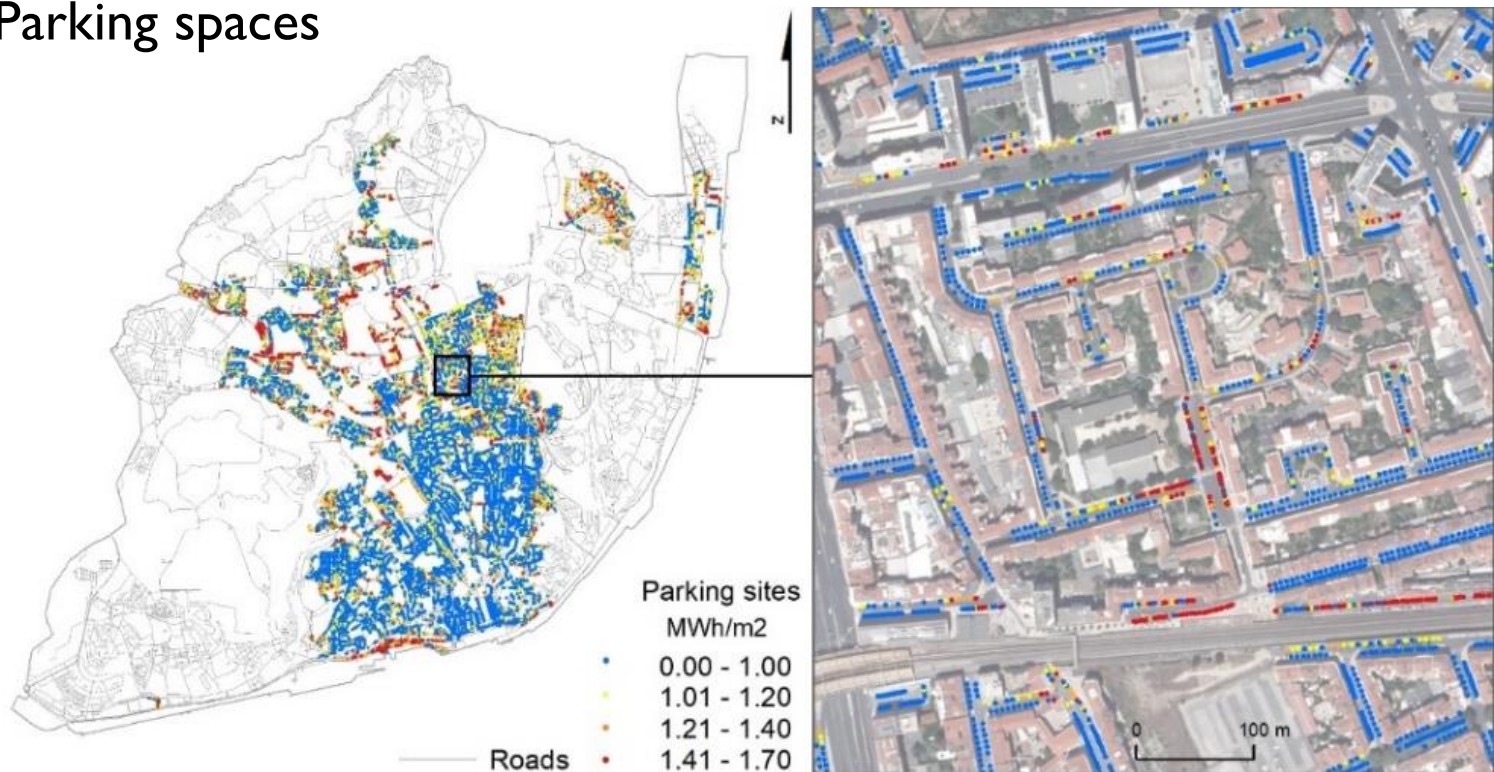 Parking spaces
N
Parking sites
MWh/m2
0.00 - 1.00
1.01 - 1.20
1.21 - 1.40
Roads 1.41 - 1.70
0 100 m